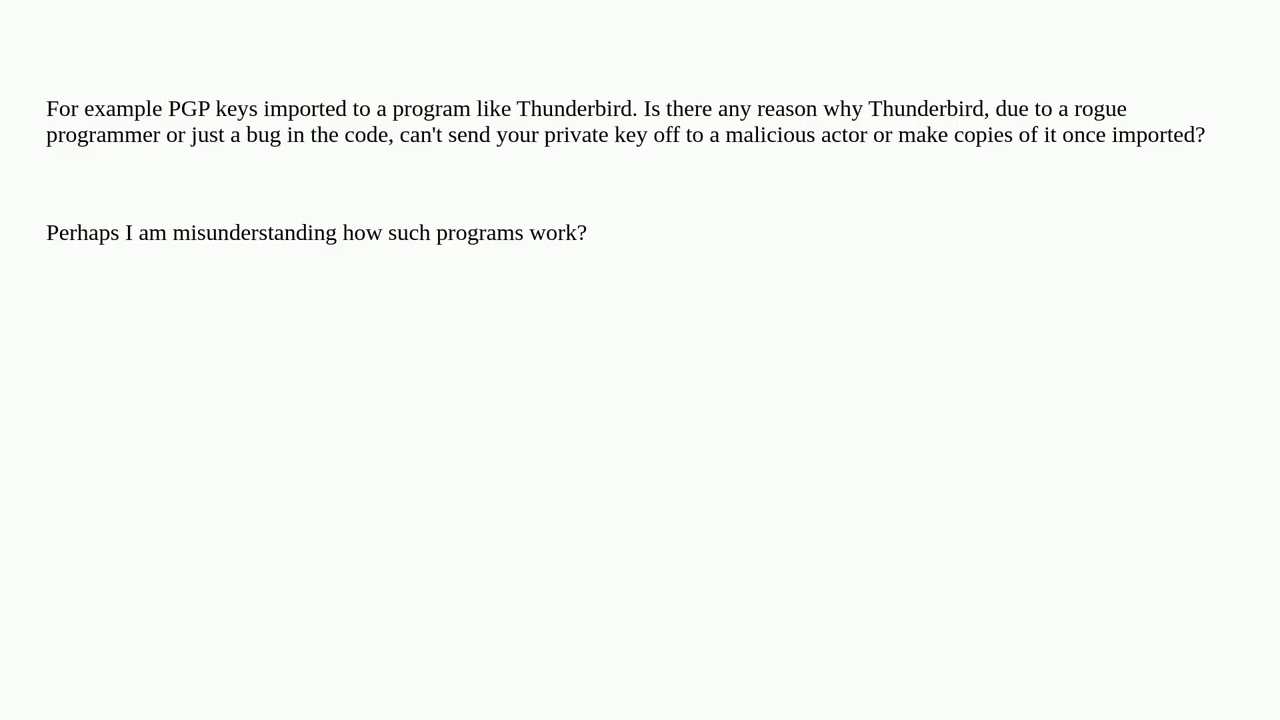 For example PGP keys imported to a program like Thunderbird. Is there any reason why Thunderbird, due to a rogue
programmer or just a bug in the code, can't send your private key off to a malicious actor or make copies of it once imported?
Perhaps I am misunderstanding how such programs work?